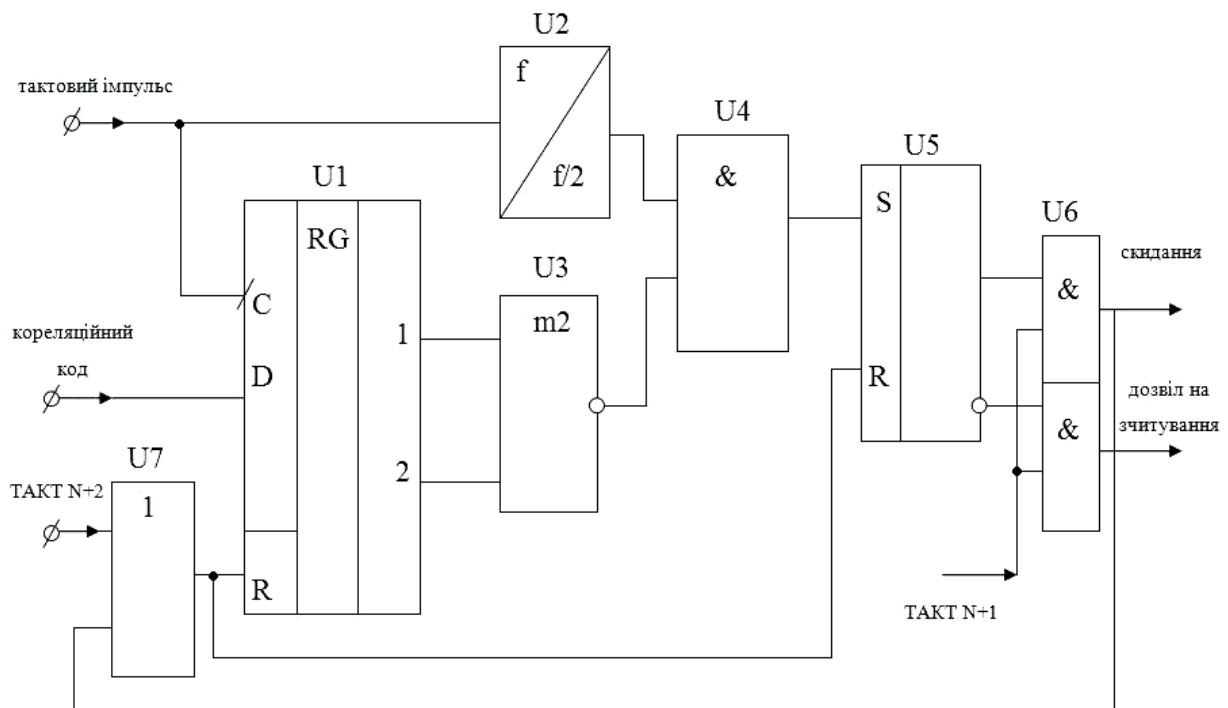 U2
тактовий імпульс
f
f/2
U4
&
U5
S
R
U1
RG
C
D
R
1
2
U3
m2
U6
&
&
скидання
дозвіл на
зчитування
кореляційний
код
U7
ТАКТ N+2
1
ТАКТ N+1